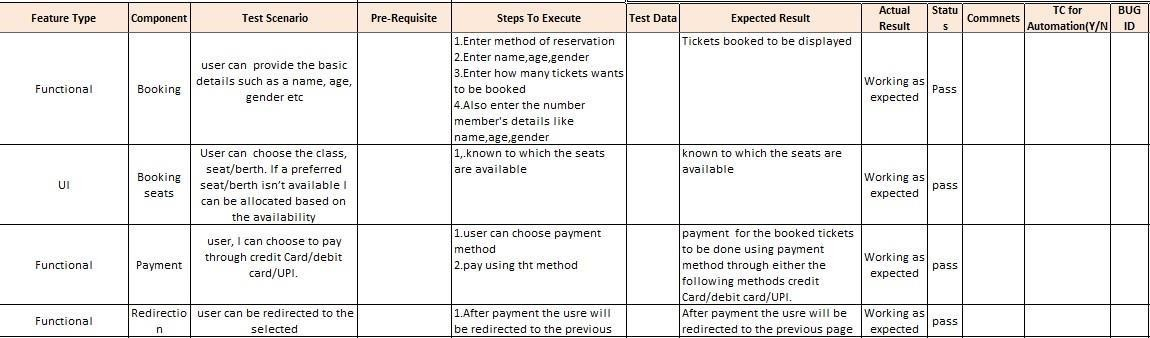 Feature Type Component Test Scenario Pre-Requisite Steps To Execute Test Data Expected Result Actual Result Statu s Commnets TC for Automation(Y/N BUG ID
Functional
Booking
user can  provide the basic
details such as a name, age,
gender etc
1.Enter method of reservation
2.Enter name,age,gender
3.Enter how many tickets wants
to be booked
4.Also enter the number
member's details like
name,age,gender
Tickets booked to be displayed
Working as
expected
Pass
UI
Booking
seats
User can  choose the class,
seat/berth. If a preferred
seat/berth isn't available I
can be allocated based on
the availability
1,.known to which the seats
are available
known to which the seats are
available
Working as
expected
pass
Functional
Payment
user, I can choose to pay
through credit Card/debit
card/UPI.
1.user can choose payment
method
2.pay using tht method
payment  for the booked tickets
to be done using payment
method through either the
following methods credit
Card/debit card/UPI.
Working as
expected
pass
Functional
Redirectio
n
user can be redirected to the
selected
1.After payment the usre will
be redirected to the previous
After payment the usre will be
redirected to the previous page
Working as
expected
pass